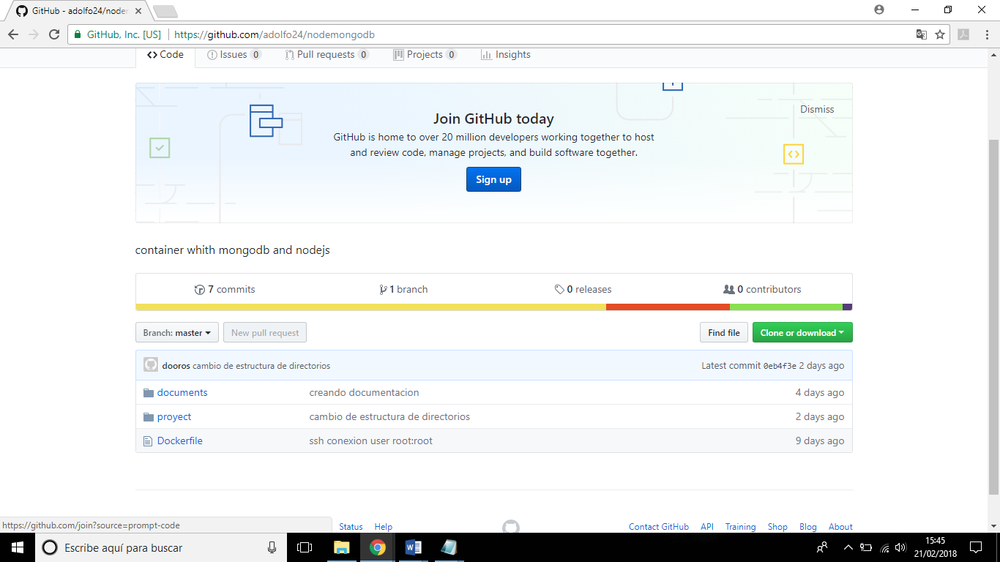 GitHub - adolfo24/node
GitHub, Inc. [US] https://github.com/adolfo24/nodemongodb
Code Issues 0 Pull requests 0 Projects 0 Insights
Dismiss
Join GitHub today
GitHub is home to over 20 million developers working together to host
and review code, manage projects, and build software together.
Sign up
container whith mongodb and nodejs
7 commits 1 branch 0 releases 0 contributors
Branch: master New pull request Find file Clone or download
dooros cambio de estructura de directorios Latest commit 0eb4f3e 2 days ago
documents creando documentacion 4 days ago
proyect cambio de estructura de directorios 2 days ago
Dockerfile ssh conexion user root:root 9 days ago
https://github.com/join?source=prompt-code Status Help Contact GitHub API Training Shop Blog About
Escribe aquí para buscar
15:45
21/02/2018